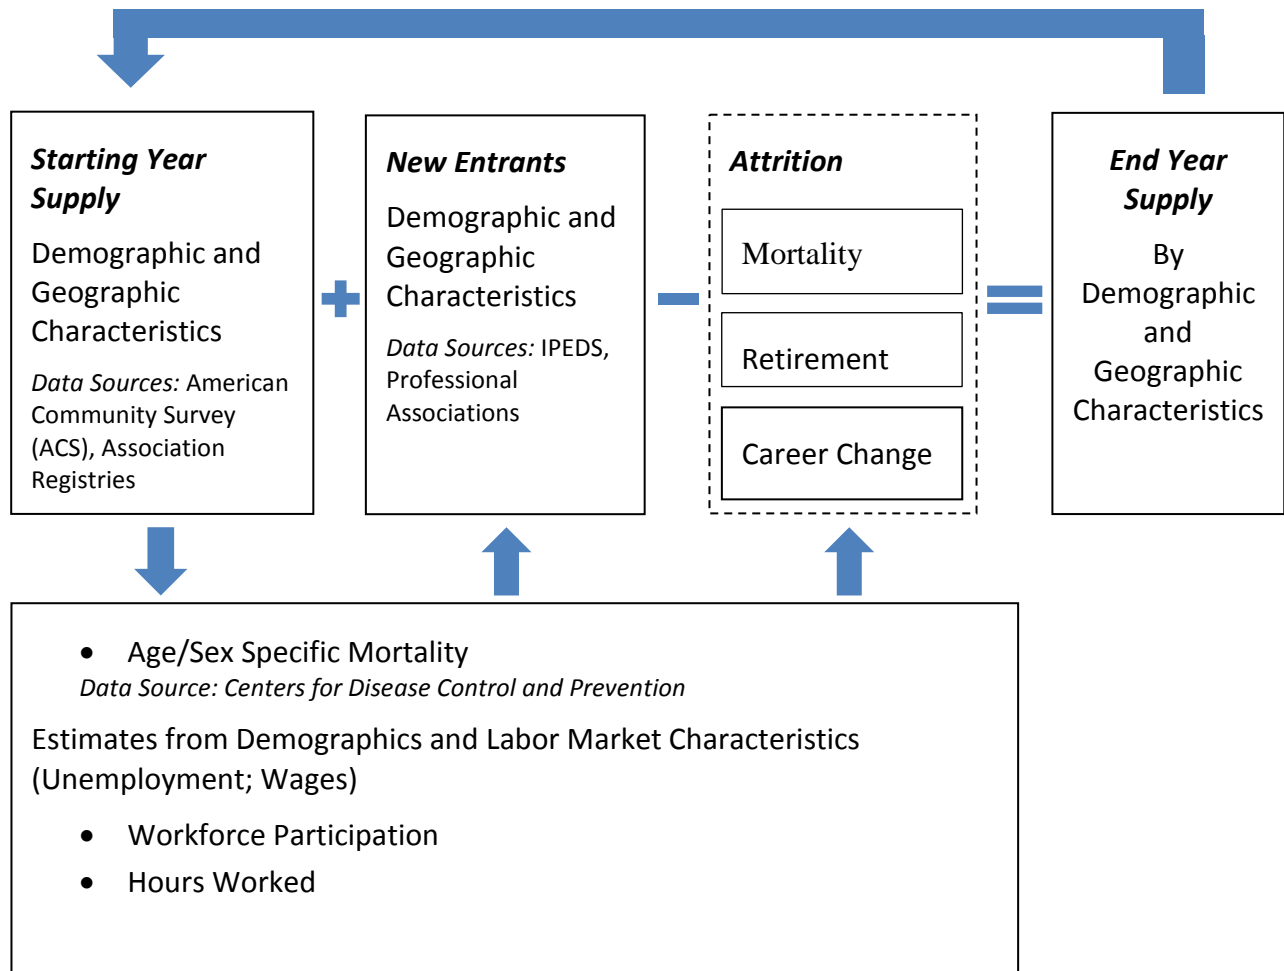 Starting Year
Supply
Demographic and
Geographic
Characteristics
Data Sources: American
Community Survey
(ACS), Association
Registries
New Entrants
Demographic and
Geographic
Characteristics
Data Sources: IPEDS,
Professional
Associations
Attrition
Mortality
Retirement
Career Change
End Year
Supply
By
Demographic
and
Geographic
Characteristics
• Age/Sex Specific Mortality
Data Source: Centers for Disease Control and Prevention
Estimates from Demographics and Labor Market Characteristics
(Unemployment; Wages)
• Workforce Participation
• Hours Worked